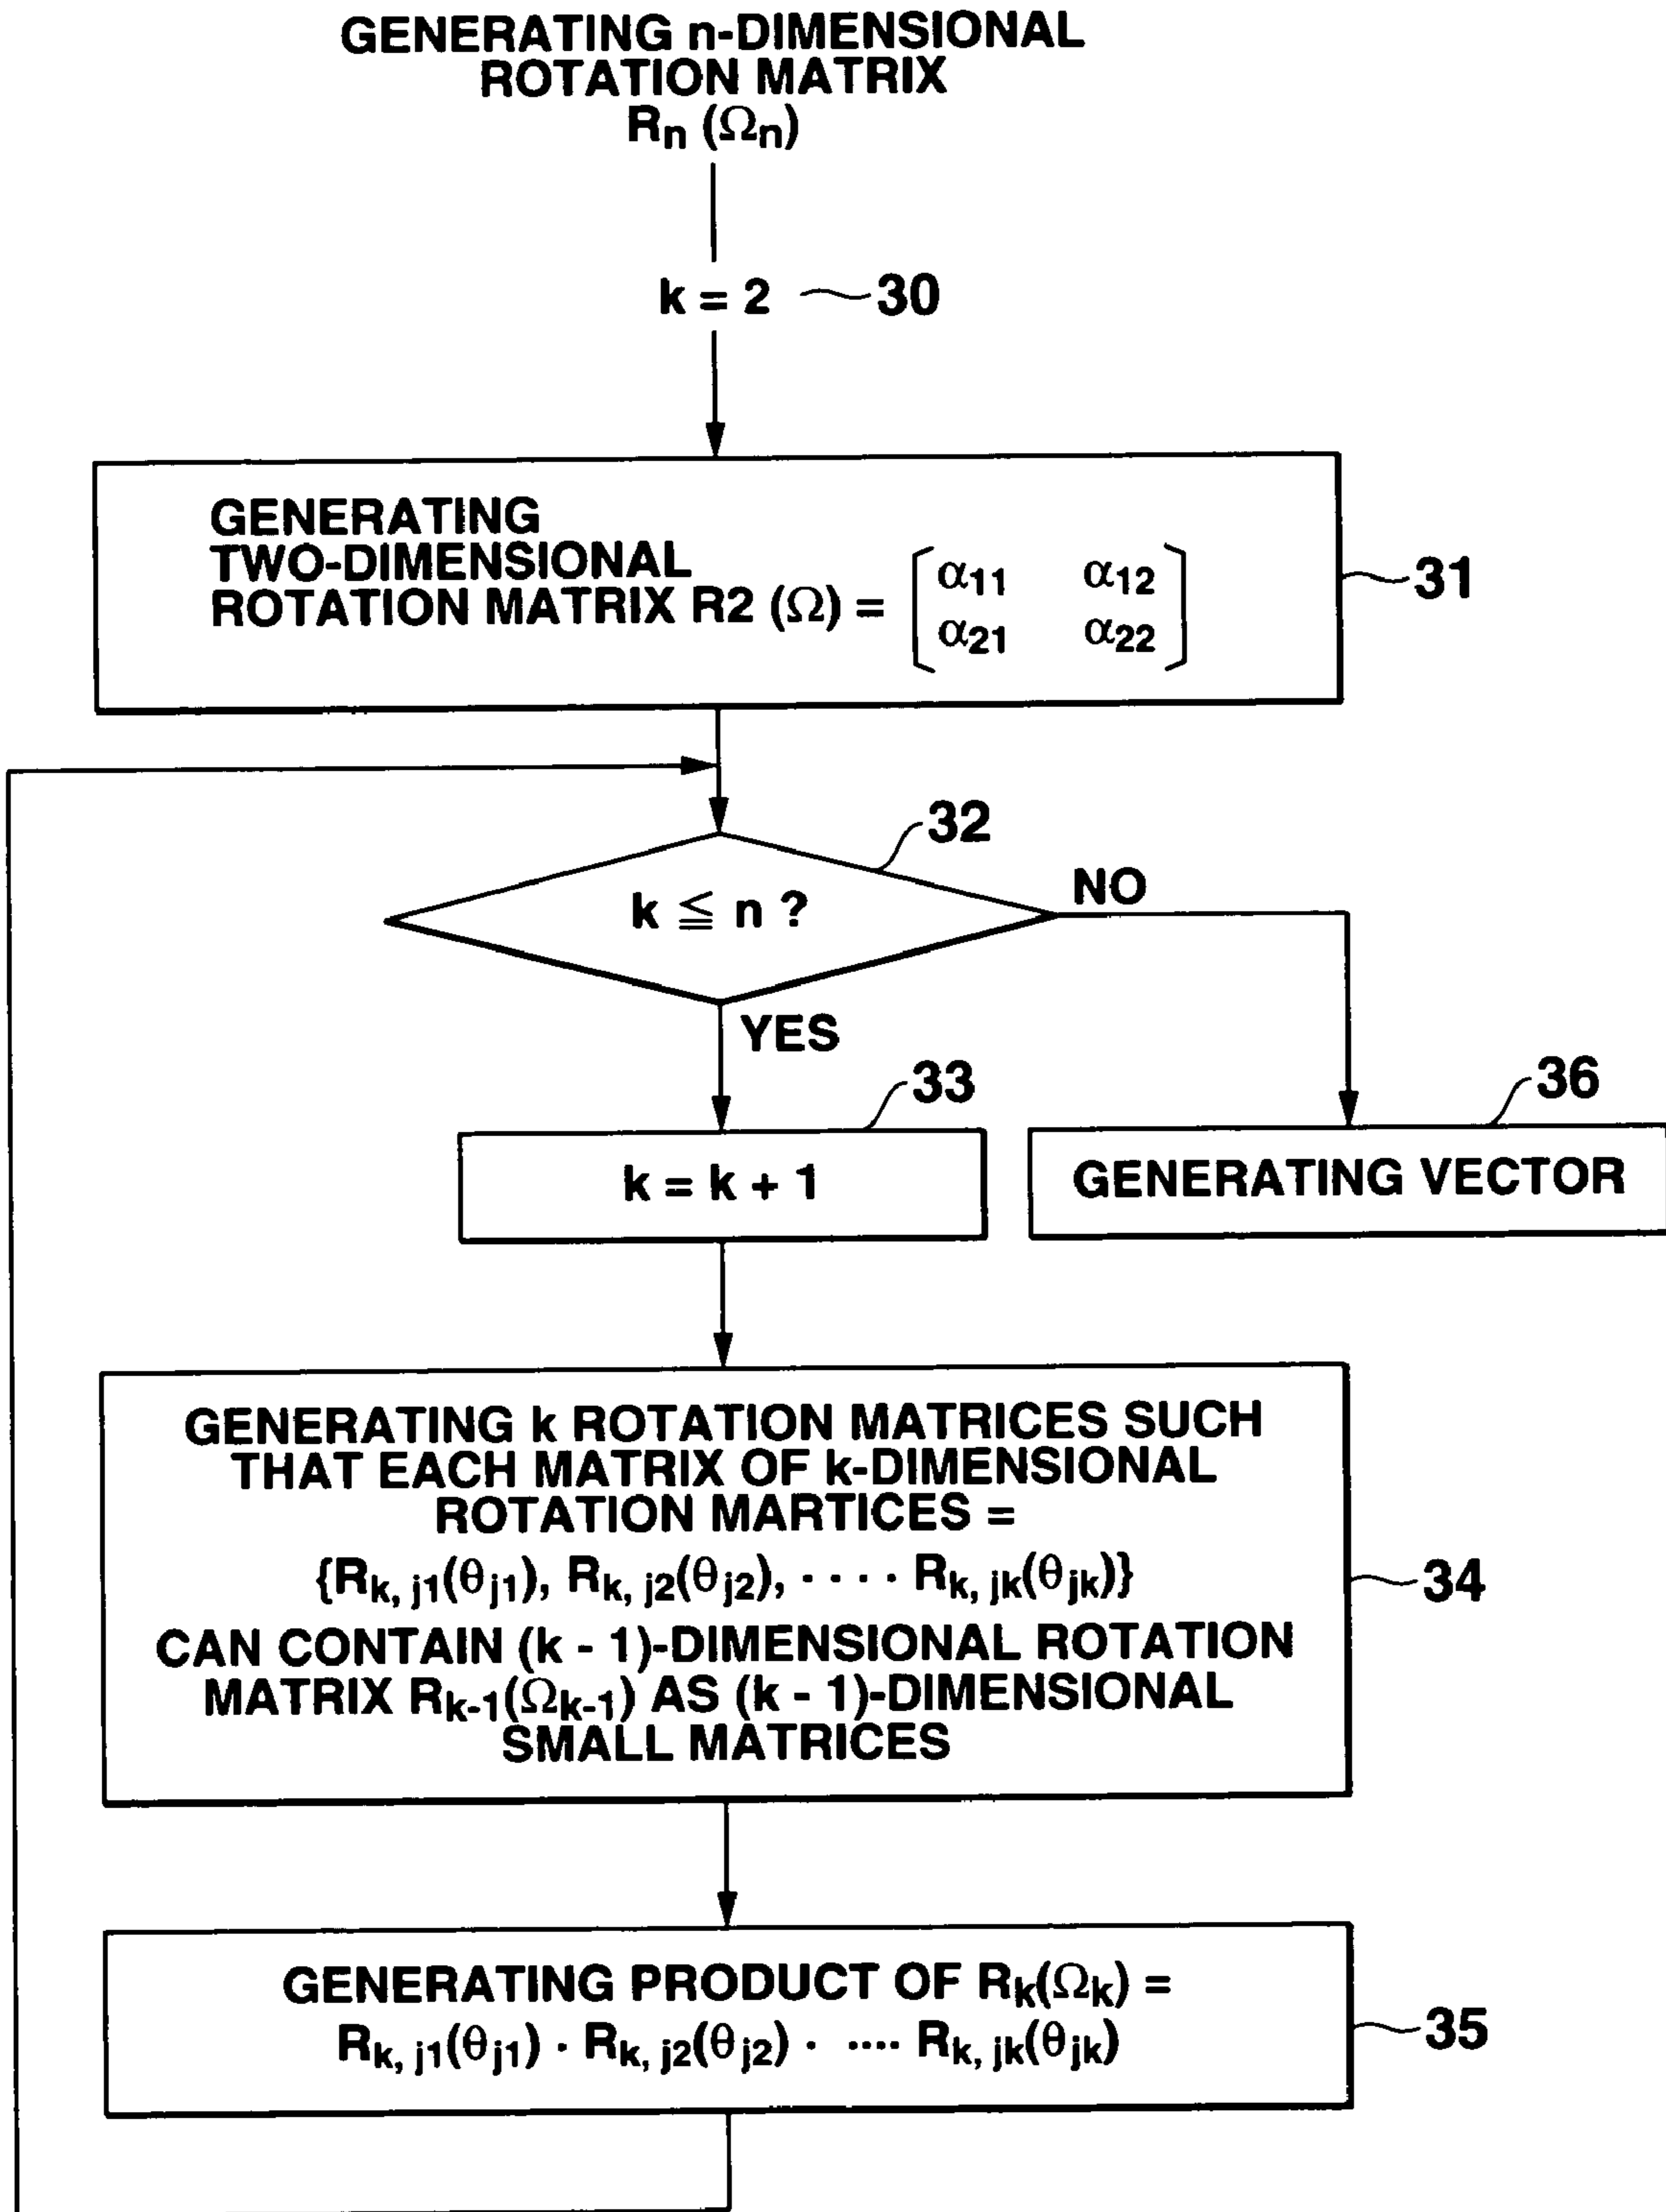 GENERATING n-DIMENSIONAL
ROTATION MATRIX
Rn (Ωn)
k = 2 30
GENERATING
TWO-DIMENSIONAL
ROTATION MATRIX R2 (Ω) =
α11 α12
α21 α22
31
32
k ≦ n ?
NO
YES
33
k = k + 1
36
GENERATING VECTOR
GENERATING k ROTATION MATRICES SUCH
THAT EACH MATRIX OF k-DIMENSIONAL
ROTATION MARTICES =
{Rk, j1(θj1), Rk, j2(θj2), · · · · Rk, jk(θjk)}
CAN CONTAIN (k - 1)-DIMENSIONAL ROTATION
MATRIX Rk-1(Ωk-1) AS (k - 1)-DIMENSIONAL
SMALL MATRICES
34
GENERATING PRODUCT OF Rk(Ωk) =
Rk, j1(θj1) · Rk, j2(θj2) · ···· Rk, jk(θjk)
35